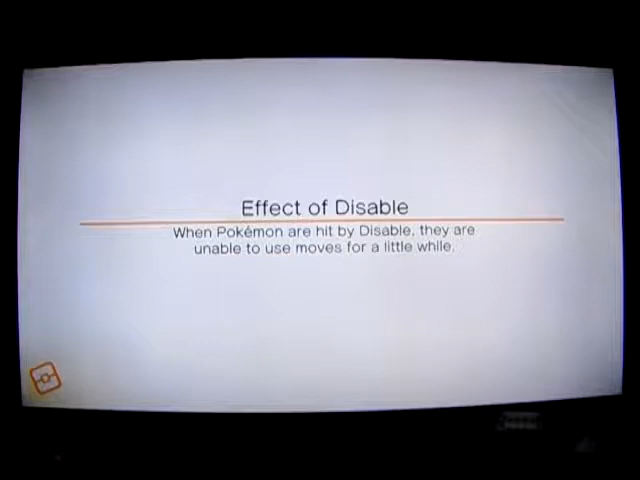 Effect of Disable
When Pokémon are hit by Disable, they are
unable to use moves for a little while.